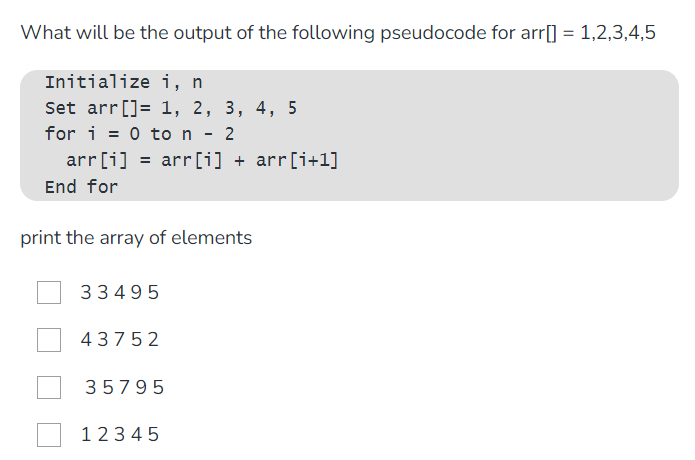 What will be the output of the following pseudocode for arr[] = 1,2,3,4,5
Initialize i, n
Set arr[]= 1, 2, 3, 4, 5
for i = 0 to n - 2
arr[i] = arr[i] + arr[i+1]
End for
print the array of elements
3 3 4 9 5
4 3 7 5 2
3 5 7 9 5
1 2 3 4 5